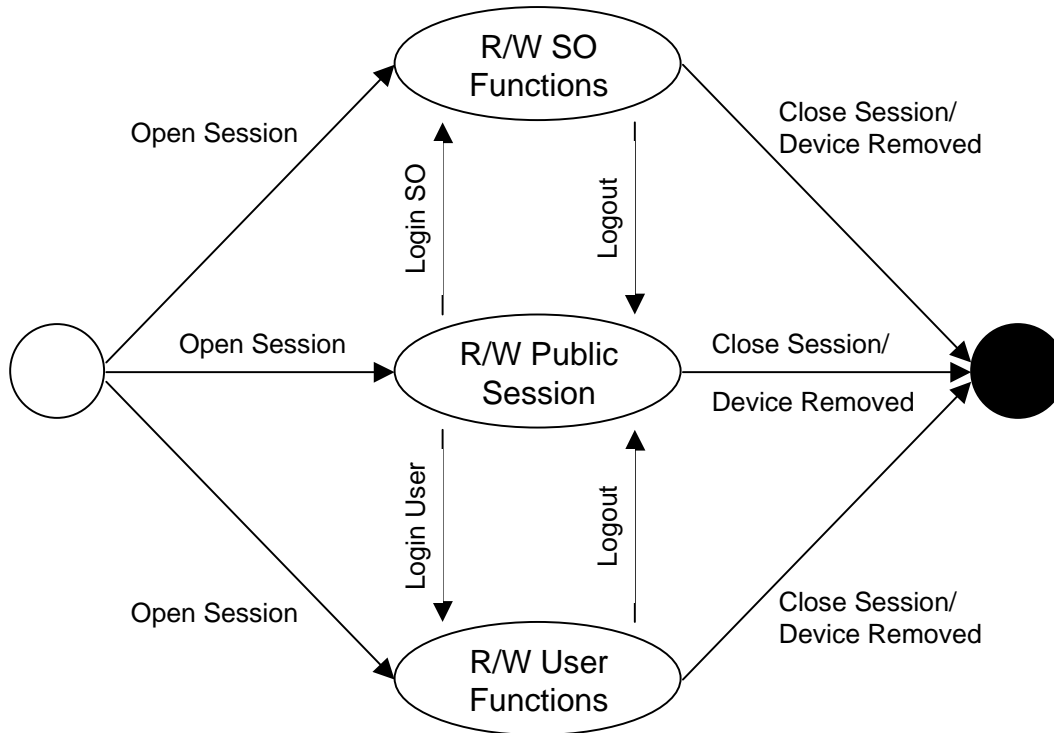 R/W SO
Functions
Open Session
Close Session/
Device Removed
Login SO
Logout
Open Session
R/W Public
Session
Close Session/
Device Removed
Login User
Logout
Open Session
Close Session/
Device Removed
R/W User
Functions